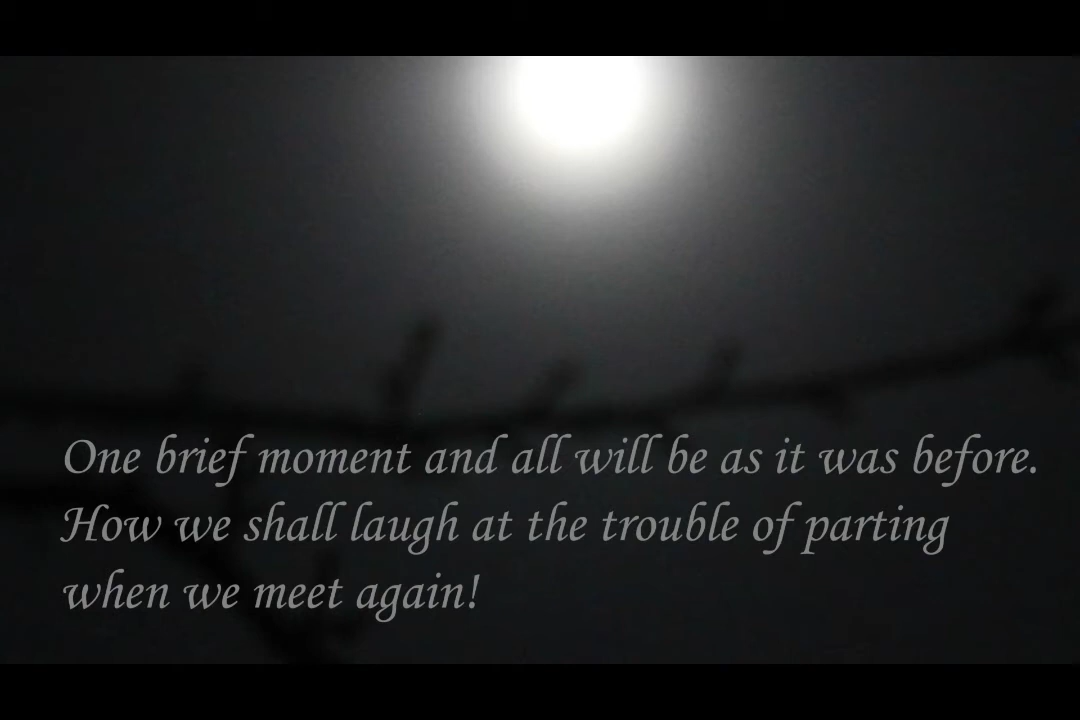 One brief moment and all will be as it was before.
How we shall laugh at the trouble of parting
when we meet again!